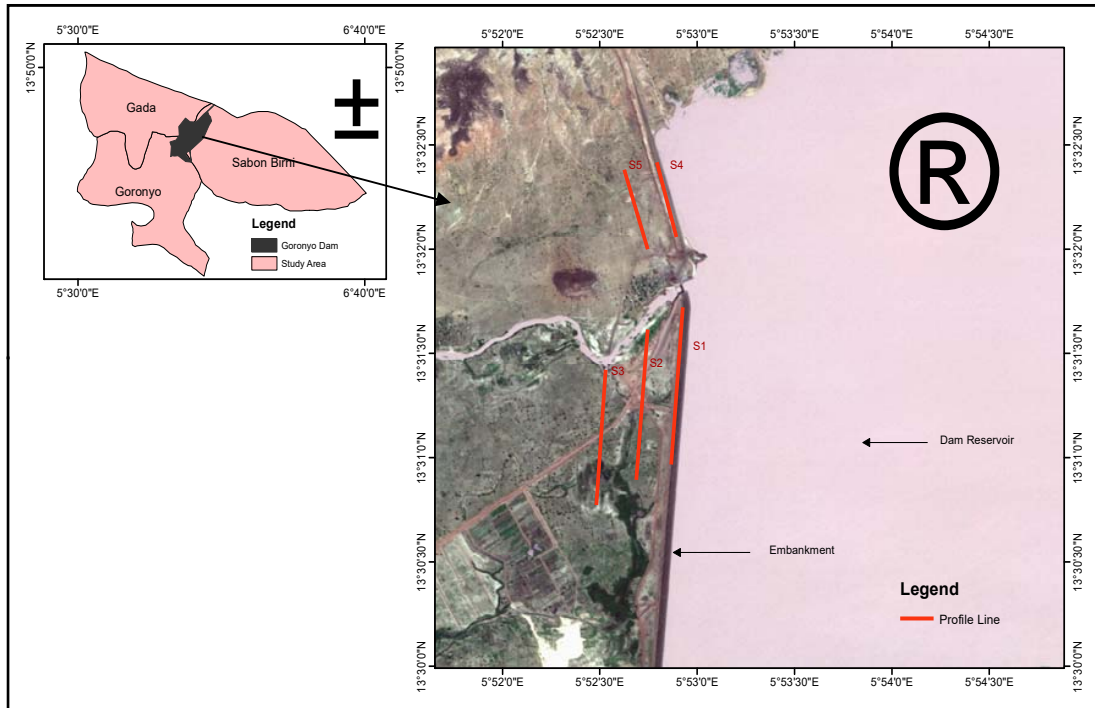 5°30'0"E
6°40'0"E
13°50'0"N
13°50'0"N
Gada
Sabon Birni
Goronyo
±
Legend
Goronyo Dam
Study Area
5°30'0"E
6°40'0"E
5°52'0"E
5°52'30"E
5°53'0"E
5°53'30"E
5°54'0"E
5°54'30"E
13°32'30"N
13°32'0"N
13°31'30"N
13°31'0"N
13°30'30"N
13°30'0"N
13°32'30"N
13°32'0"N
13°31'30"N
13°31'0"N
13°30'30"N
13°30'0"N
®
S5
S4
S1
S2
S3
Dam Reservoir
Embankment
Legend
Profile Line
5°52'0"E
5°52'30"E
5°53'0"E
5°53'30"E
5°54'0"E
5°54'30"E